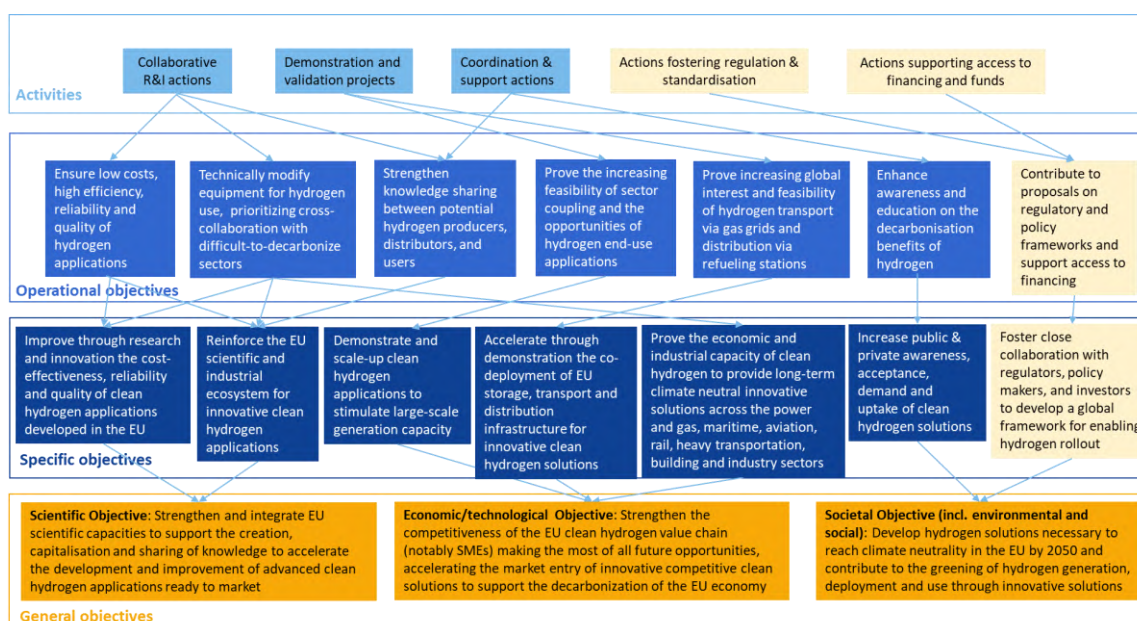 Collaborative
R&I actions
Demonstration and
validation projects
Coordination &
support actions
Actions fostering regulation &
standardisation
Actions supporting access to
financing and funds
Activities
Ensure low costs,
high efficiency,
reliability and
quality of
hydrogen
applications
Technically modify
equipment for hydrogen
use, prioritizing cross-
collaboration with
difficult-to-decarbonize
sectors
Strengthen
knowledge sharing
between potential
hydrogen producers,
distributors, and
users
Prove the increasing
feasibility of sector
coupling and the
opportunities of
hydrogen end-use
applications
Prove increasing global
interest and feasibility
of hydrogen transport
via gas grids and
distribution via
refueling stations
Enhance
awareness and
education on the
decarbonisation
benefits of
hydrogen
Contribute to
proposals on
regulatory and
policy
frameworks and
support access to
financing
Operational objectives
Improve through research
and innovation the cost-
effectiveness, reliability
and quality of clean
hydrogen applications
developed in the EU
Reinforce the EU
scientific and
industrial
ecosystem for
innovative clean
hydrogen
applications
Demonstrate and
scale-up clean
hydrogen
applications to
stimulate large-scale
generation capacity
Accelerate through
demonstration the co-
deployment of EU
storage, transport and
distribution
infrastructure for
innovative clean
hydrogen solutions
Prove the economic and
industrial capacity of clean
hydrogen to provide long-term
climate neutral innovative
solutions across the power
and gas, maritime, aviation,
rail, heavy transportation,
building and industry sectors
Increase public &
private awareness,
acceptance,
demand and
uptake of clean
hydrogen solutions
Foster close
collaboration with
regulators, policy
makers, and investors
to develop a global
framework for enabling
hydrogen rollout
Specific objectives
Scientific Objective: Strengthen and integrate EU
scientific capacities to support the creation,
capitalisation and sharing of knowledge to accelerate
the development and improvement of advanced clean
hydrogen applications ready to market
Economic/technological Objective: Strengthen the
competitiveness of the EU clean hydrogen value chain
(notably SMEs) making the most of all future opportunities,
accelerating the market entry of innovative competitive clean
solutions to support the decarbonization of the EU economy
Societal Objective (incl. environmental and
social): Develop hydrogen solutions necessary to
reach climate neutrality in the EU by 2050 and
contribute to the greening of hydrogen generation,
deployment and use through innovative solutions
General objectives